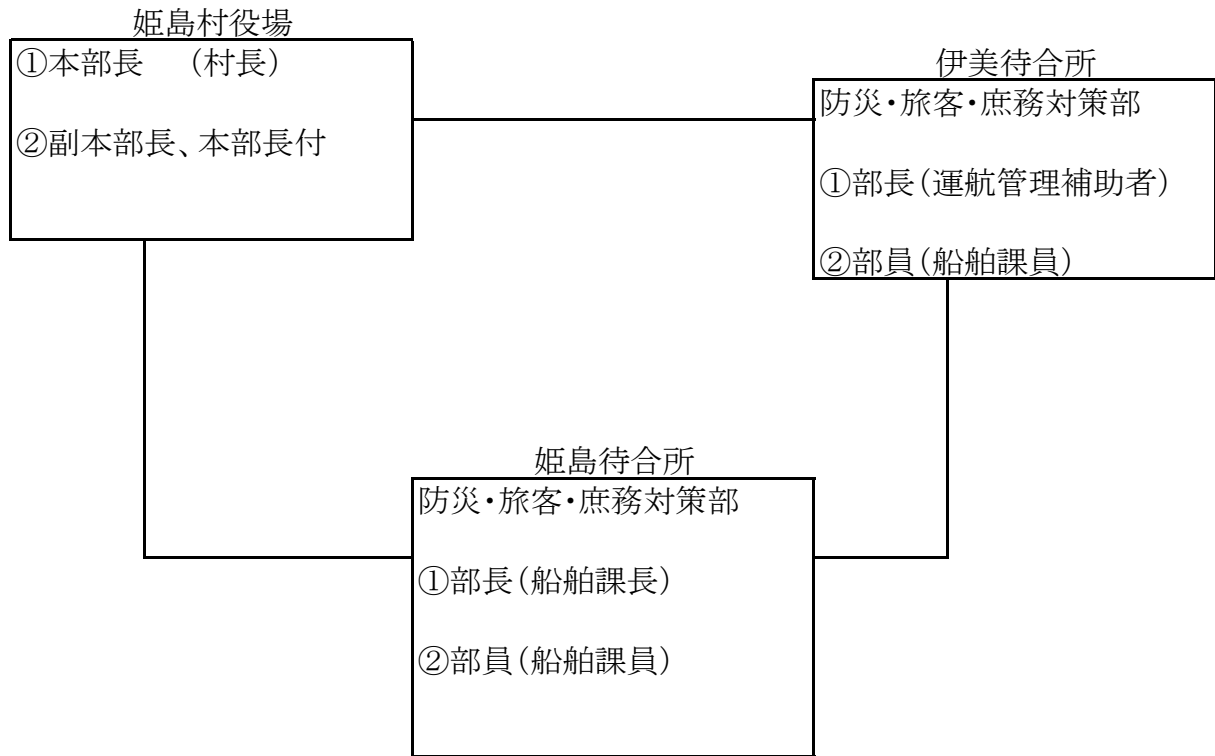 姫島村役場
①本部長　（村長）
②副本部長、本部長付
伊美待合所
防災・旅客・庶務対策部
①部長（運航管理補助者）
②部員（船舶課員）
姫島待合所
防災・旅客・庶務対策部
①部長（船舶課長）
②部員（船舶課員）